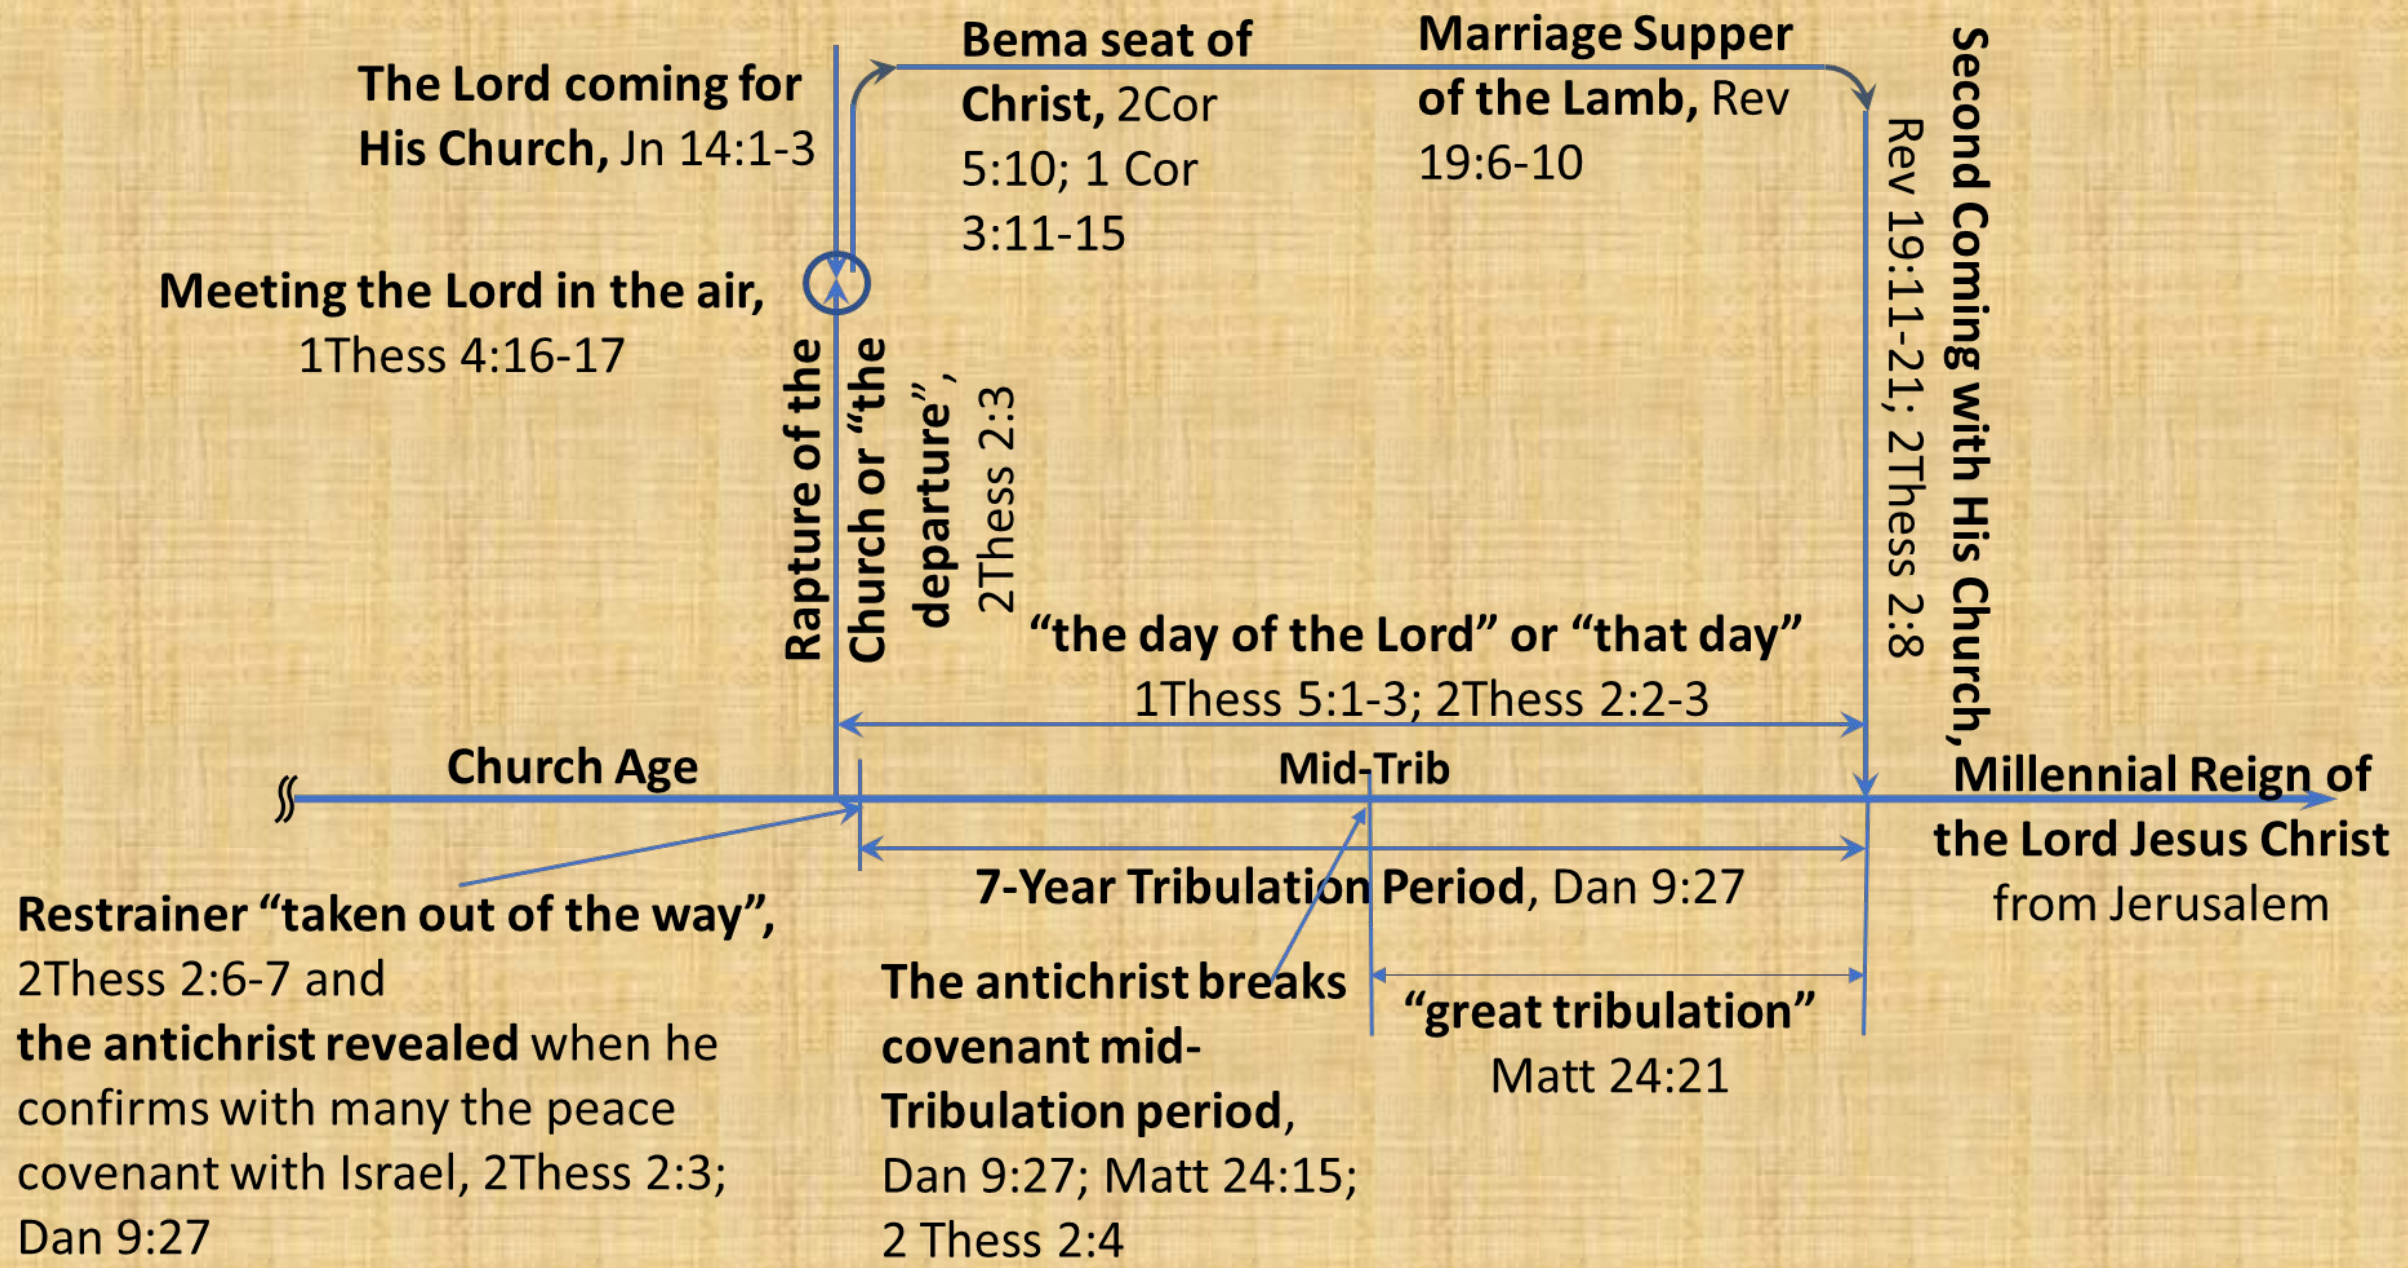 The Lord coming for
His Church, Jn 14:1-3
Bema seat of
Christ, 2Cor
5:10; 1 Cor
3:11-15
Marriage Supper
of the Lamb, Rev
19:6-10
Second Coming with His Church,
Rev 19:11-21; 2Thess 2:8
Meeting the Lord in the air,
1Thess 4:16-17
Rapture of the
Church or “the
departure”,
2Thess 2:3
“the day of the Lord” or “that day”
1Thess 5:1-3; 2Thess 2:2-3
Church Age
Mid-Trib
Millennial Reign of
the Lord Jesus Christ
from Jerusalem
7-Year Tribulation Period, Dan 9:27
Restrainer “taken out of the way”,
2Thess 2:6-7 and
the antichrist revealed when he
confirms with many the peace
covenant with Israel, 2Thess 2:3;
Dan 9:27
The antichrist breaks
covenant mid-
Tribulation period,
Dan 9:27; Matt 24:15;
2 Thess 2:4
“great tribulation”
Matt 24:21